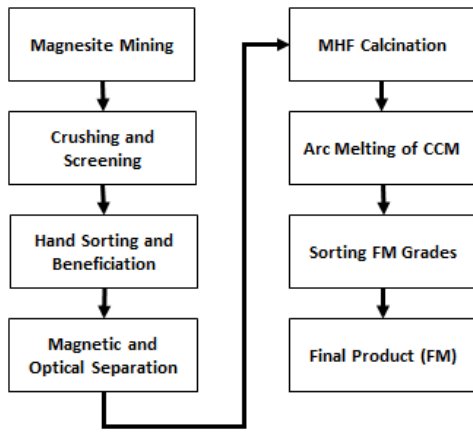 Magnesite Mining
Crushing and
Screening
Hand Sorting and
Beneficiation
Magnetic and
Optical Separation
MHF Calcination
Arc Melting of CCM
Sorting FM Grades
Final Product (FM)